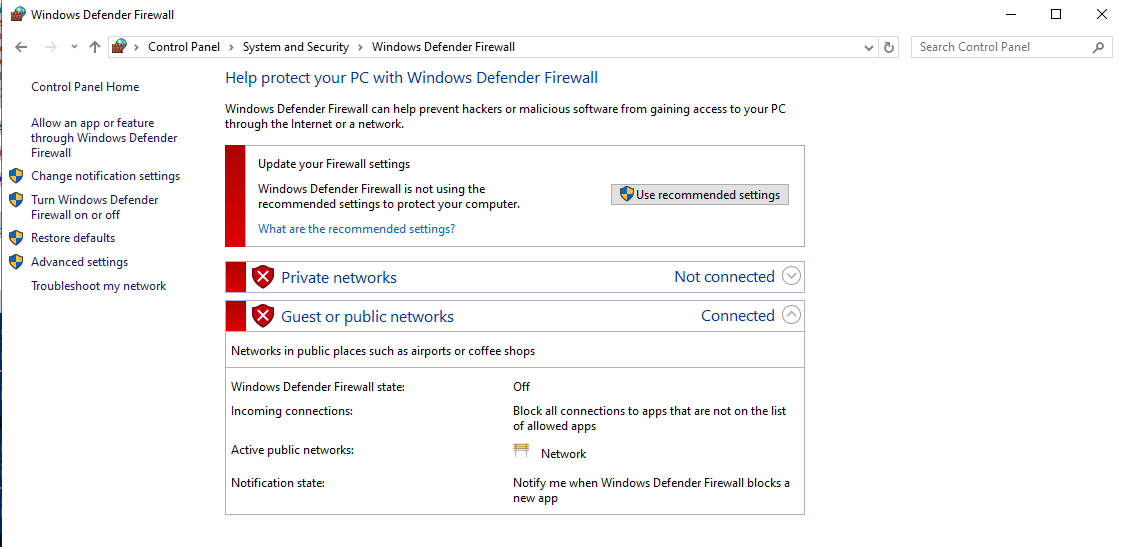 Windows Defender Firewall
Control Panel > System and Security > Windows Defender Firewall
Search Control Panel
Control Panel Home
Allow an app or feature
through Windows Defender
Firewall
Change notification settings
Turn Windows Defender
Firewall on or off
Restore defaults
Advanced settings
Troubleshoot my network
Help protect your PC with Windows Defender Firewall
Windows Defender Firewall can help prevent hackers or malicious software from gaining access to your PC
through the Internet or a network.
Update your Firewall settings
Windows Defender Firewall is not using the
recommended settings to protect your computer.
Use recommended settings
What are the recommended settings?
Private networks Not connected
Guest or public networks Connected
Networks in public places such as airports or coffee shops
Windows Defender Firewall state: Off
Incoming connections: Block all connections to apps that are not on the list
of allowed apps
Active public networks: Network
Notification state: Notify me when Windows Defender Firewall blocks a
new app